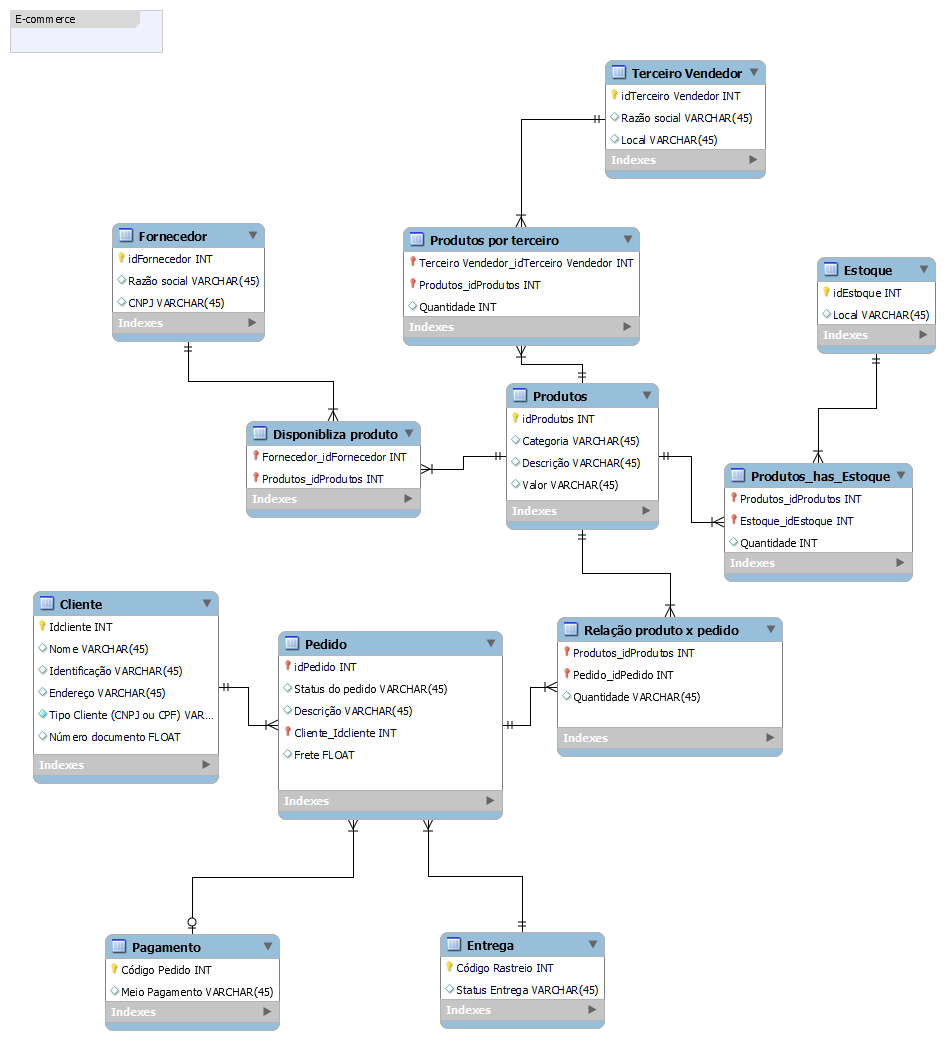 E-commerce
Terceiro Vendedor
idTerceiro Vendedor INT
Razão social VARCHAR(45)
Local VARCHAR(45)
Indexes
Fornecedor
idFornecedor INT
Razão social VARCHAR(45)
CNPJ VARCHAR(45)
Indexes
Produtos por terceiro
Terceiro Vendedor_idTerceiro Vendedor INT
Produtos_idProdutos INT
Quantidade INT
Indexes
Estoque
idEstoque INT
Local VARCHAR(45)
Indexes
Produtos
idProdutos INT
Categoria VARCHAR(45)
Descrição VARCHAR(45)
Valor VARCHAR(45)
Indexes
Disponibliza produto
Fornecedor_idFornecedor INT
Produtos_idProdutos INT
Indexes
Produtos_has_Estoque
Produtos_idProdutos INT
Estoque_idEstoque INT
Quantidade INT
Indexes
Cliente
Idcliente INT
Nome VARCHAR(45)
Identificação VARCHAR(45)
Endereço VARCHAR(45)
Tipo Cliente (CNPJ ou CPF) VAR...
Número documento FLOAT
Indexes
Pedido
idPedido INT
Status do pedido VARCHAR(45)
Descrição VARCHAR(45)
Cliente_Idcliente INT
Frete FLOAT
Indexes
Relação produto x pedido
Produtos_idProdutos INT
Pedido_idPedido INT
Quantidade VARCHAR(45)
Indexes
Pagamento
Código Pedido INT
Meio Pagamento VARCHAR(45)
Indexes
Entrega
Código Rastreio INT
Status Entrega VARCHAR(45)
Indexes